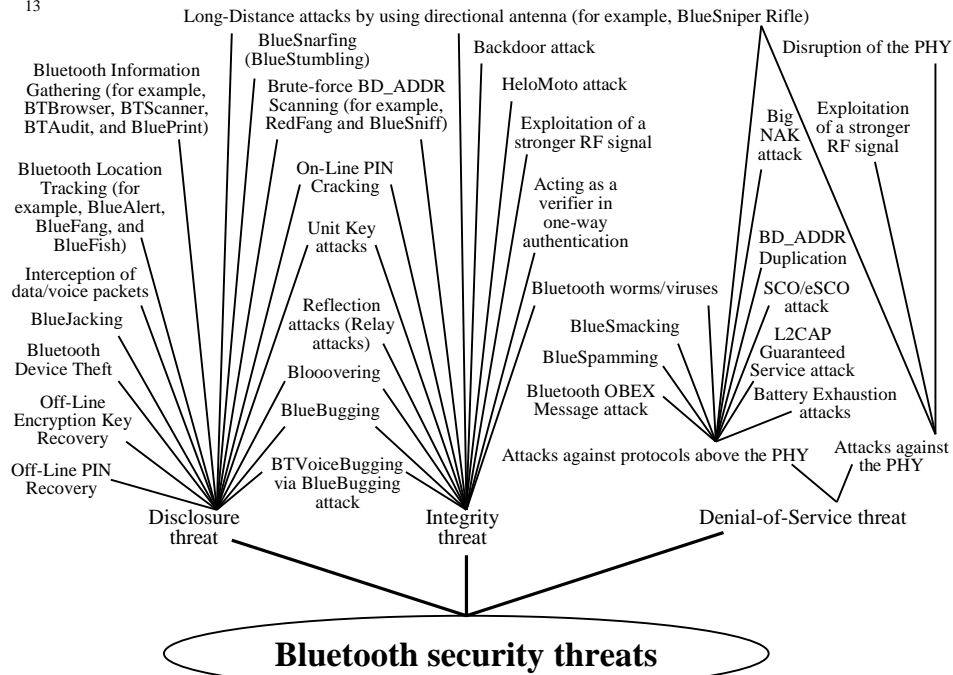 13
Long-Distance attacks by using directional antenna (for example, BlueSniper Rifle)
Bluetooth Information
Gathering (for example,
BTBrowser, BTScanner,
BTAudit, and BluePrint)
Bluetooth Location
Tracking (for
example, BlueAlert,
BlueFang, and
BlueFish)
Interception of
data/voice packets
BlueJacking
Bluetooth
Device Theft
Off-Line
Encryption Key
Recovery
Off-Line PIN
Recovery
BlueSnarfing
(BlueStumbling)
Brute-force BD_ADDR
Scanning (for example,
RedFang and BlueSniff)
On-Line PIN
Cracking
Unit Key
attacks
Reflection
attacks (Relay
attacks)
Blooovering
BlueBugging
BTVoiceBugging
via BlueBugging
attack
Backdoor attack
HeloMoto attack
Exploitation of a
stronger RF signal
Acting as a
verifier in
one-way
authentication
Bluetooth worms/viruses
BlueSmacking
BlueSpamming
Bluetooth OBEX
Message attack
Big
NAK
attack
BD_ADDR
Duplication
SCO/eSCO
attack
L2CAP
Guaranteed
Service attack
Battery Exhaustion
attacks
Disruption of the PHY
Exploitation
of a stronger
RF signal
Attacks against protocols above the PHY
Attacks against
the PHY
Disclosure
threat
Integrity
threat
Denial-of-Service threat
Bluetooth security threats